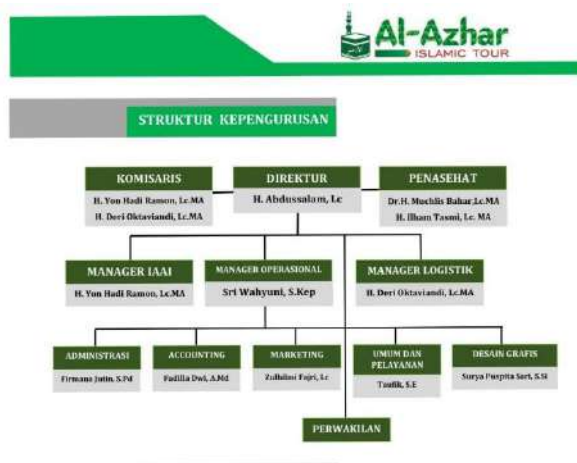 Al-Azhar
ISLAMIC TOUR
STRUKTUR KEPENGURUSAN
KOMISARIS
H. Yon Hadi Ramon, Lc.MA
H. Deri Oktaviandi, Lc.MA
DIREKTUR
H. Abdussalam, Lc
PENASEHAT
Dr.H. Muchlis Bahar,Lc.MA
H. Ilham Tasmi, Lc. MA
MANAGER IAAI
H. Yon Hadi Ramon, Lc.MA
MANAGER OPERASIONAL
Sri Wahyuni, S.Kep
MANAGER LOGISTIK
H. Deri Oktaviandi, Lc.MA
ADMINISTRASI
Firmana Jutin, S.Pd
ACCOUNTING
Fadilla Dwi, A.Md
MARKETING
Zulhilmi Fajri, Lc
UMUM DAN
PELAYANAN
Taufik, S.E
DESAIN GRAFIS
Surya Puspita Sari, S.Si
PERWAKILAN